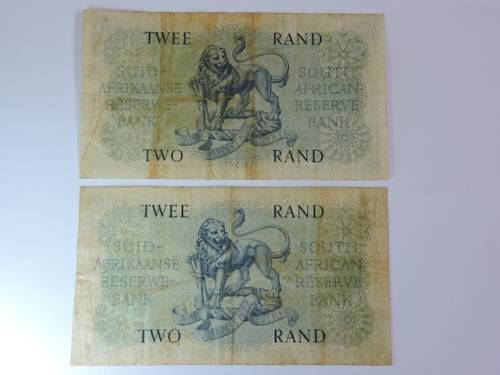 TWEE RAND
SUID- SOUTH
AFRIKAANSE AFRICAN
RESERWE- RESERVE
BANK BANK
TWO RAND
TWEE RAND
SUID- SOUTH
AFRIKAANSE AFRICAN
RESERWE- RESERVE
BANK BANK
TWO RAND